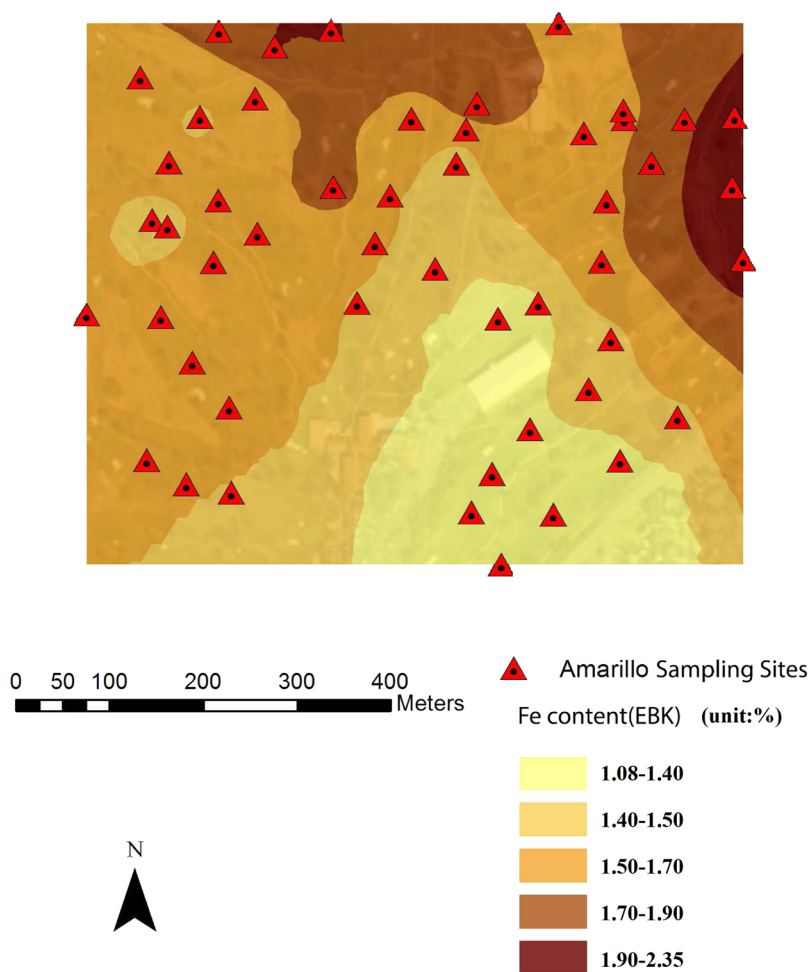 0 50 100 200 300 400
Meters
Amarillo Sampling Sites
Fe content(EBK) (unit:%)
1.08-1.40
1.40-1.50
1.50-1.70
1.70-1.90
1.90-2.35
N